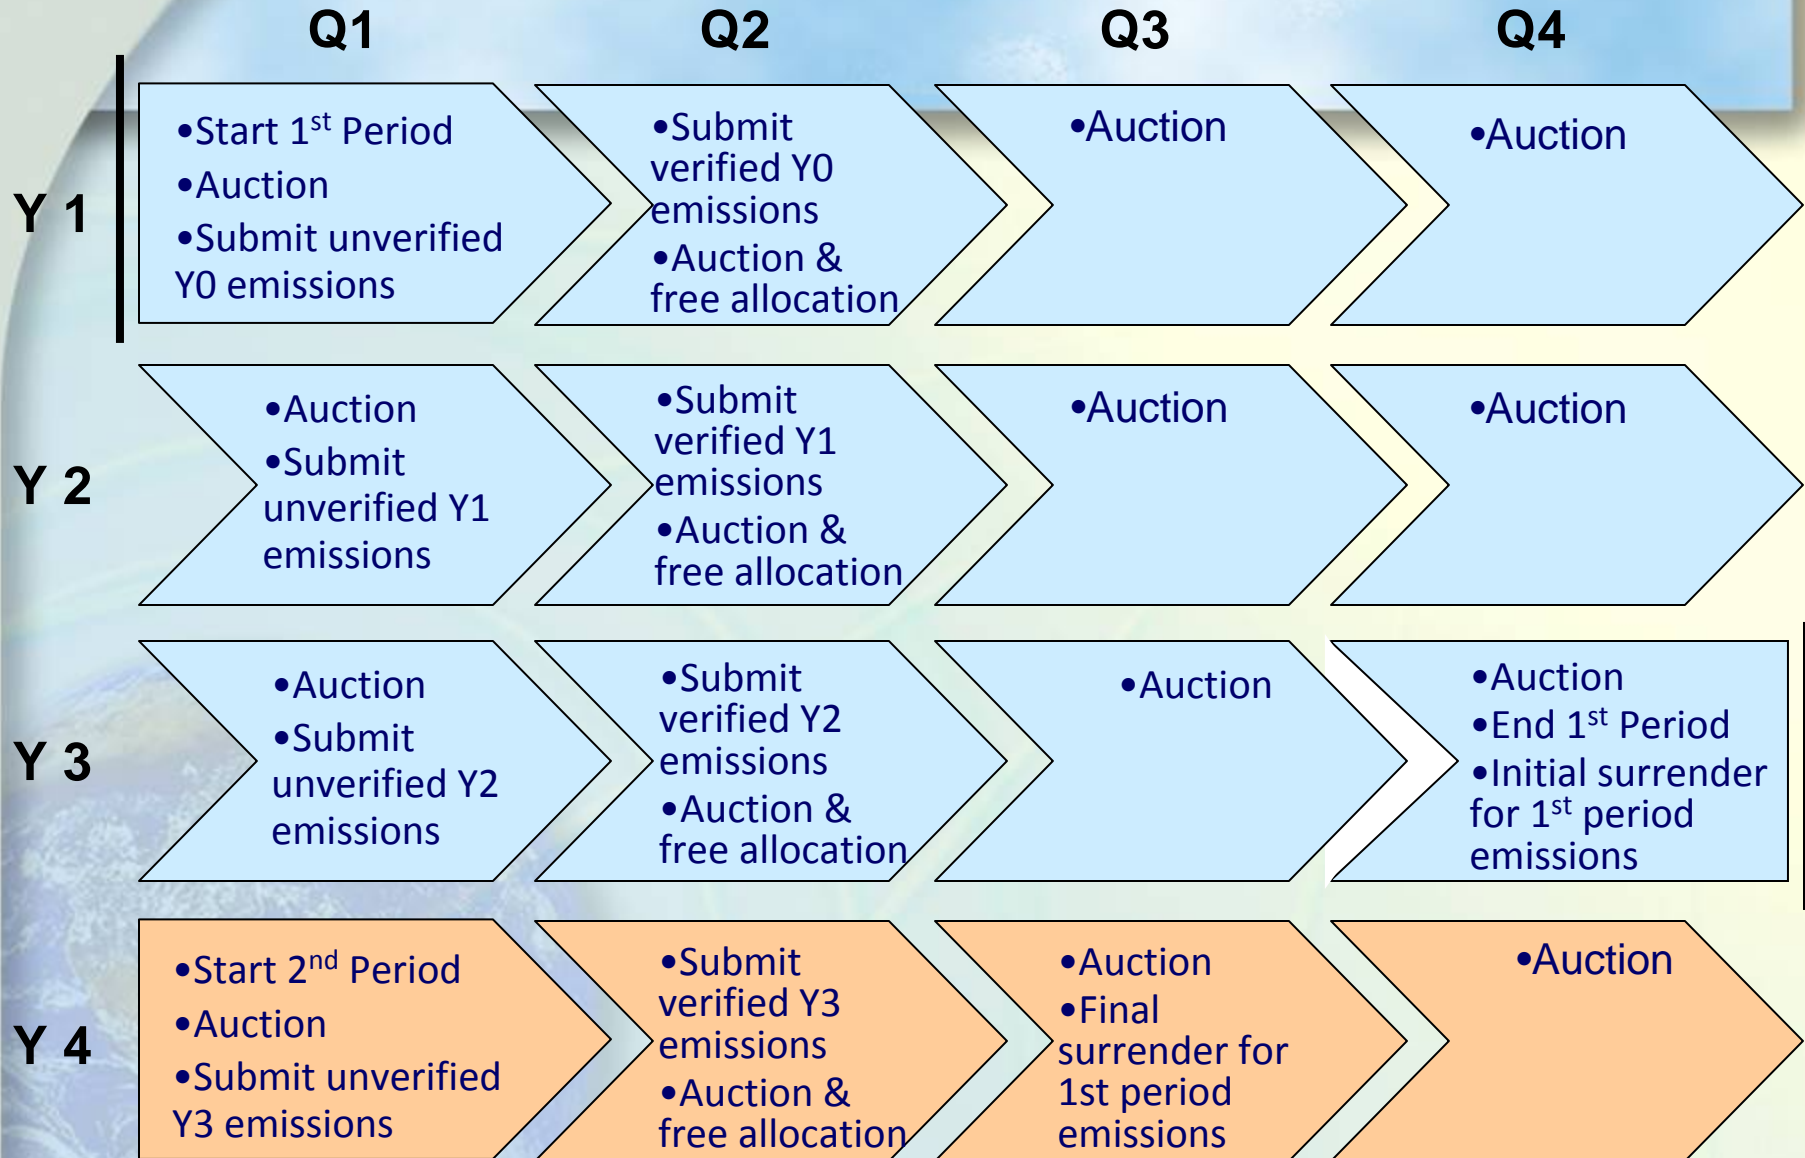 Q1 Q2 Q3 Q4
Y 1
•Start 1st Period
•Auction
•Submit unverified
Y0 emissions
•Submit
verified Y0
emissions
•Auction &
free allocation
•Auction
•Auction
Y 2
•Auction
•Submit
unverified Y1
emissions
•Submit
verified Y1
emissions
•Auction &
free allocation
•Auction
•Auction
Y 3
•Auction
•Submit
unverified Y2
emissions
•Submit
verified Y2
emissions
•Auction &
free allocation
•Auction
•Auction
•End 1st Period
•Initial surrender
for 1st period
emissions
Y 4
•Start 2nd Period
•Auction
•Submit unverified
Y3 emissions
•Submit
verified Y3
emissions
•Auction &
free allocation
•Auction
•Final
surrender for
1st period
emissions
•Auction